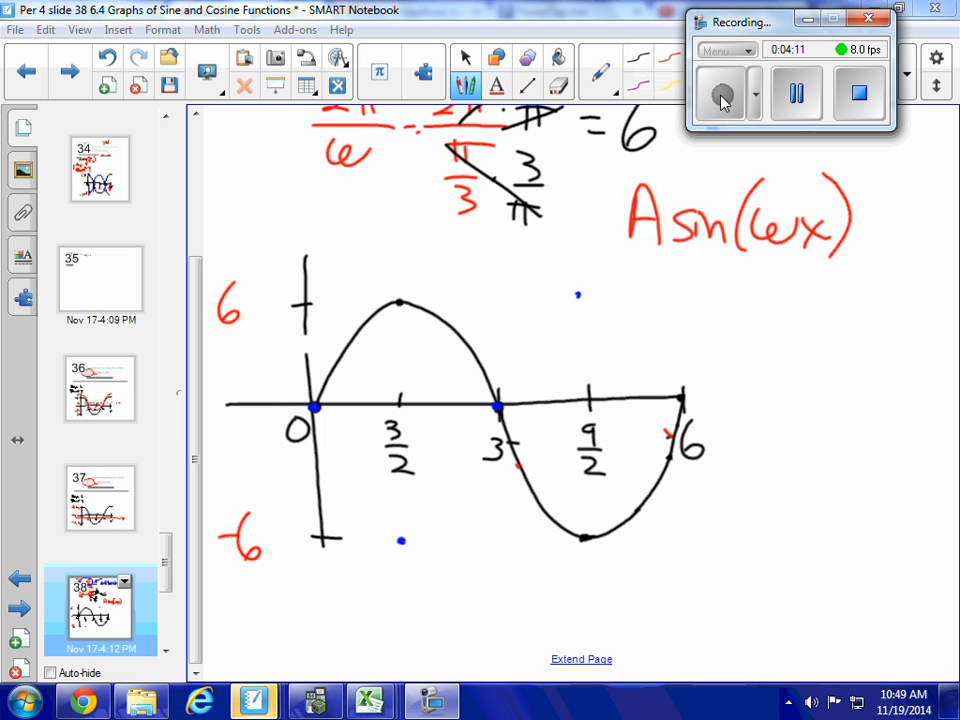 Per 4 slide 38 6.4 Graphs of Sine and Cosine Functions * - SMART Notebook
Recording...
File Edit View Insert Format Math Tools Add-ons Help
Menu 0:04:11 8.0 fps
π
A
34
35
Nov 17-4:09 PM
36
37
38
Nov 17-4:12 PM
Auto-hide
2π/ω ÷ 2π/(π/3) · π · 3/π = 6
A sin(ωx)
6
0 3/2 3 9/2 6
-6
Extend Page
10:49 AM
11/19/2014